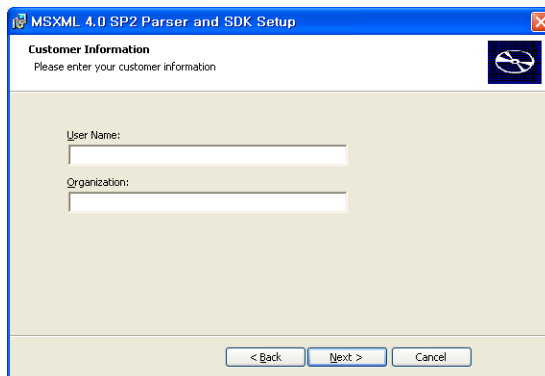 MSXML 4.0 SP2 Parser and SDK Setup
Customer Information
Please enter your customer information
User Name:
Organization:
< Back Next > Cancel